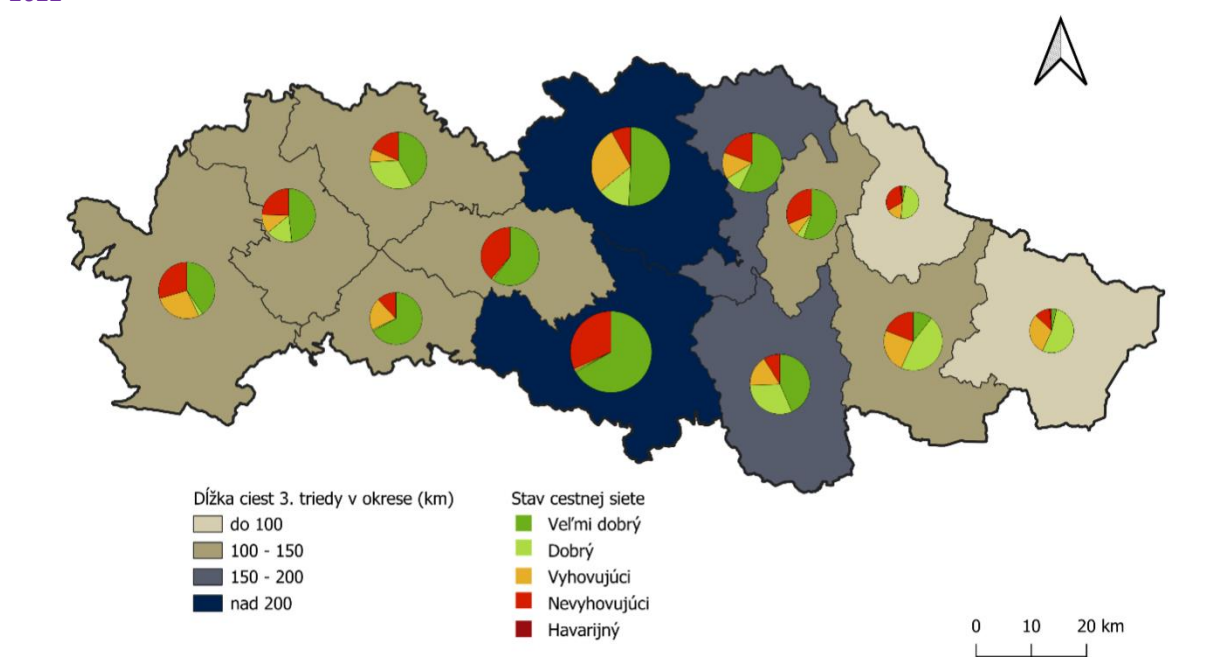 Dĺžka ciest 3. triedy v okrese (km)
do 100
100 - 150
150 - 200
nad 200
Stav cestnej siete
Veľmi dobrý
Dobrý
Vyhovujúci
Nevyhovujúci
Havarijný
0 10 20 km